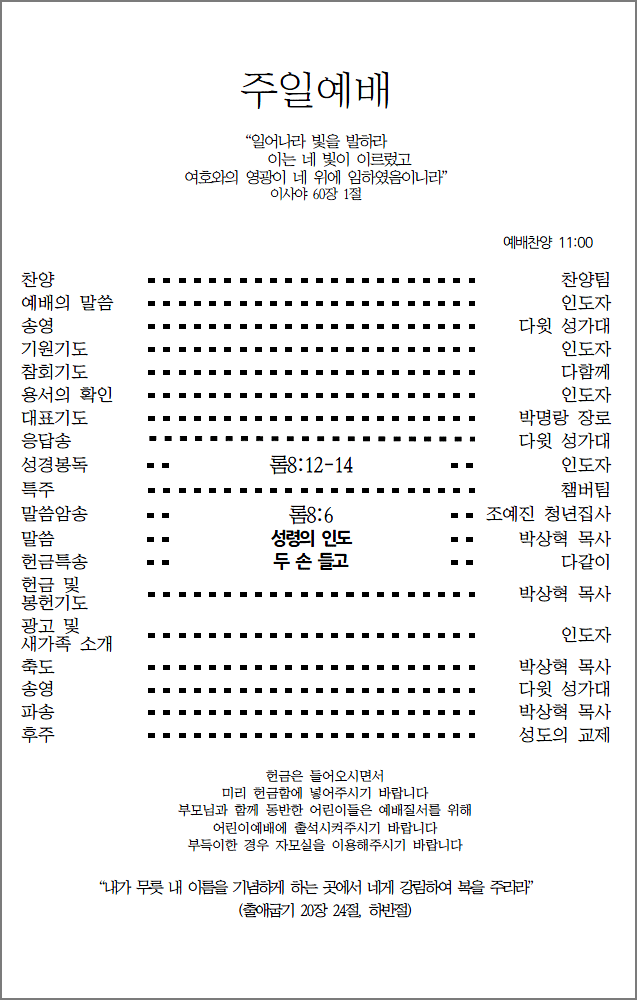 주일예배
“일어나라 빛을 발하라
이는 네 빛이 이르렀고
여호와의 영광이 네 위에 임하였음이니라”
이사야 60장 1절
예배찬양 11:00
찬양 찬양팀
예배의 말씀 인도자
송영 다윗 성가대
기원기도 인도자
참회기도 다함께
용서의 확인 인도자
대표기도 박명랑 장로
응답송 다윗 성가대
성경봉독 롬8:12-14 인도자
특주 챔버팀
말씀암송 롬8:6 조예진 청년집사
말씀 성령의 인도 박상혁 목사
헌금특송 두 손 들고 다같이
헌금 및
봉헌기도 박상혁 목사
광고 및
새가족 소개 인도자
축도 박상혁 목사
송영 다윗 성가대
파송 박상혁 목사
후주 성도의 교제
헌금은 들어오시면서
미리 헌금함에 넣어주시기 바랍니다
부모님과 함께 동반한 어린이들은 예배질서를 위해
어린이예배에 출석시켜주시기 바랍니다
부득이한 경우 자모실을 이용해주시기 바랍니다
“내가 무릇 내 이름을 기념하게 하는 곳에서 네게 강림하여 복을 주리라”
(출애굽기 20장 24절, 하반절)